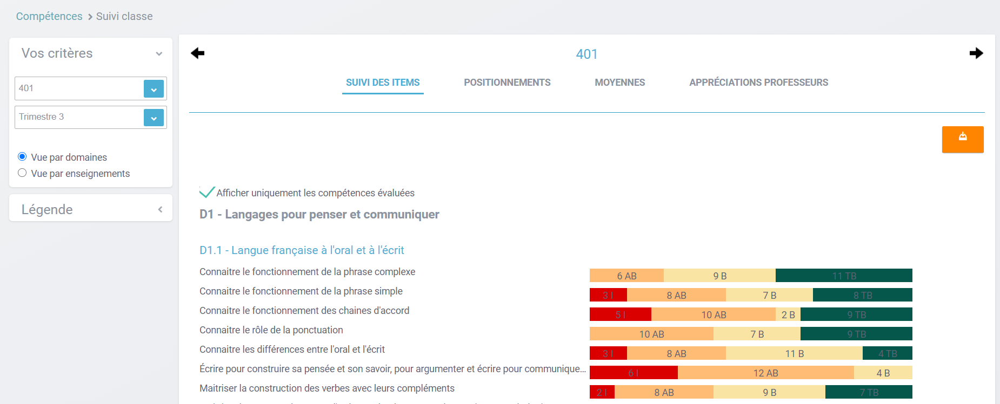 Compétences > Suivi classe
Vos critères
401
Trimestre 3
Vue par domaines
Vue par enseignements
Légende
401
SUIVI DES ITEMS POSITIONNEMENTS MOYENNES APPRÉCIATIONS PROFESSEURS
Afficher uniquement les compétences évaluées
D1 - Langages pour penser et communiquer
D1.1 - Langue française à l'oral et à l'écrit
Connaitre le fonctionnement de la phrase complexe 6 AB 9 B 11 TB
Connaitre le fonctionnement de la phrase simple 3 I 8 AB 7 B 8 TB
Connaitre le fonctionnement des chaines d'accord 5 I 10 AB 2 B 9 TB
Connaitre le rôle de la ponctuation 10 AB 7 B 9 TB
Connaitre les différences entre l'oral et l'écrit 3 I 8 AB 11 B 4 TB
Écrire pour construire sa pensée et son savoir, pour argumenter et écrire pour communique... 6 I 12 AB 4 B
Maitriser la construction des verbes avec leurs compléments 2 I 8 AB 9 B 7 TB